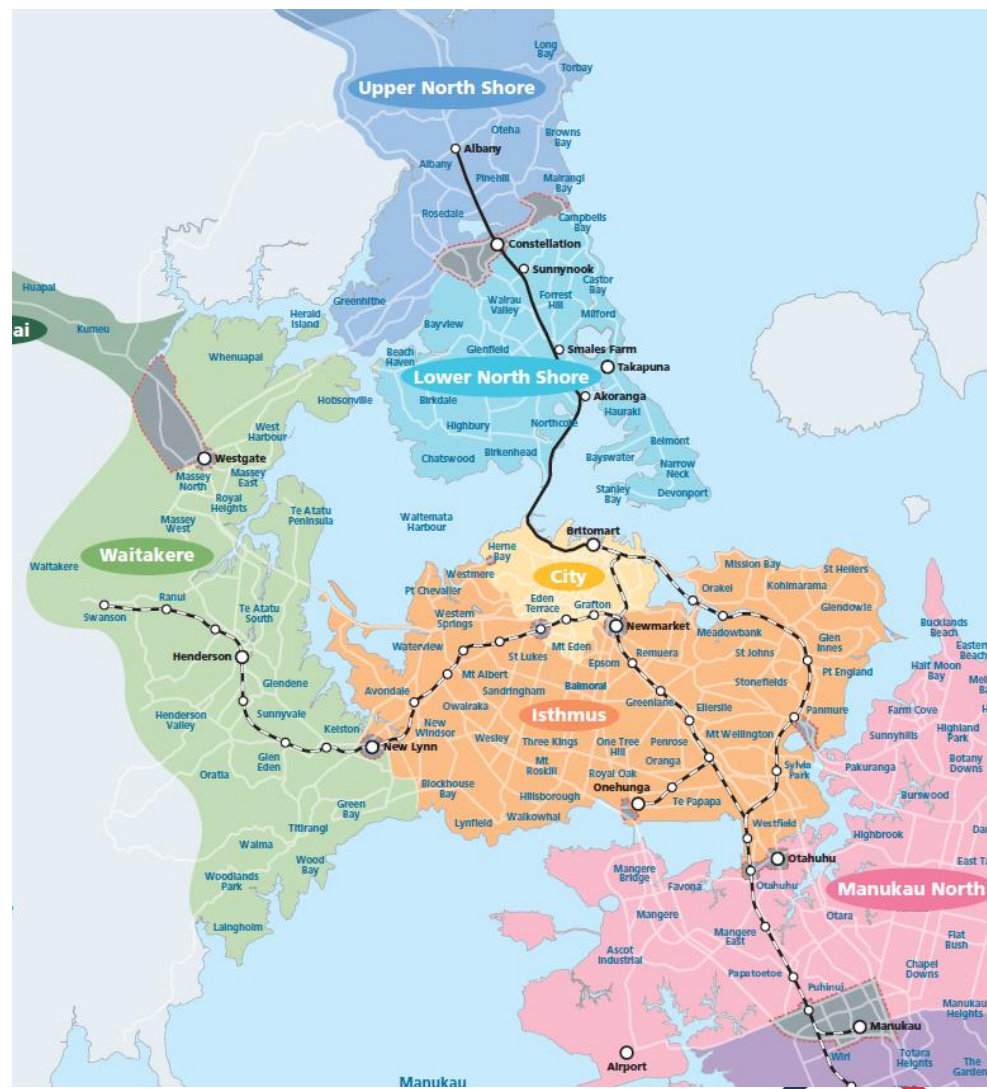 Long
Bay
Torbay
Upper North Shore
Oteha
Browns
Bay
Albany
Albany
Pinehill
Mairangi
Bay
Rosedale
Campbells
Bay
Constellation
Sunnynook
Huapai
Greenhithe
Wairau
Valley
Forrest
Hill
Castor
Bay
Milford
Herald
Island
Kumeu
ai
Bayview
Whenuapai
Beach
Haven
Glenfield
Smales Farm
Takapuna
Lower North Shore
Hobsonville
Birkdale
Akoranga
Hauraki
Highbury
Northcote
West
Harbour
Belmont
Westgate
Chatswood
Birkenhead
Bayswater
Narrow
Neck
Massey
North
Massey
East
Royal
Heights
Stanley
Bay
Devonport
Te Atatu
Peninsula
Massey
West
Waitemata
Harbour
Britomart
Waitakere
Herne
Bay
Waitakere
Westmere
City
Mission Bay
St Heliers
Orakei
Kohimarama
Pt Chevalier
Ranui
Swanson
Te Atatu
South
Western
Springs
Eden
Terrace
Grafton
Glendowie
Newmarket
Meadowbank
Bucklands
Beach
Waterview
Mt Eden
Remuera
St Johns
Glen
Innes
Henderson
St Lukes
Epsom
Eastern
Beach
Half Moon
Bay
Pt England
Mt Albert
Glendene
Avondale
Sandringham
Balmoral
Stonefields
Mel
Henderson
Valley
Sunnyvale
Owairaka
Greenlane
Ellerslie
Panmure
Farm Cove
Isthmus
Kelston
New
Windsor
Mt Wellington
Sunnyhills
Highland
Park
New Lynn
Wesley
Three Kings
One Tree
Hill
Penrose
Glen
Eden
Oranga
Botany
Downs
Oratia
Mt
Roskill
Royal Oak
Sylvia
Park
Pakuranga
Blockhouse
Bay
Onehunga
Burswood
Green
Bay
Hillsborough
Te Papapa
Lynfield
Waikowhai
Westfield
Titirangi
Highbrook
Dan
Waima
Otahuhu
East Ta
Wood
Bay
Mangere
Bridge
Woodlands
Park
Favona
Otahuhu
Manukau North
Laingholm
Mangere
Otara
Mangere
East
Flat
Bush
Ascot
Industrial
Papatoetoe
Chapel
Downs
Puhinui
Manukau
Heights
Manukau
Airport
Wiri
Totara
Heights
The
Garden
Manukau